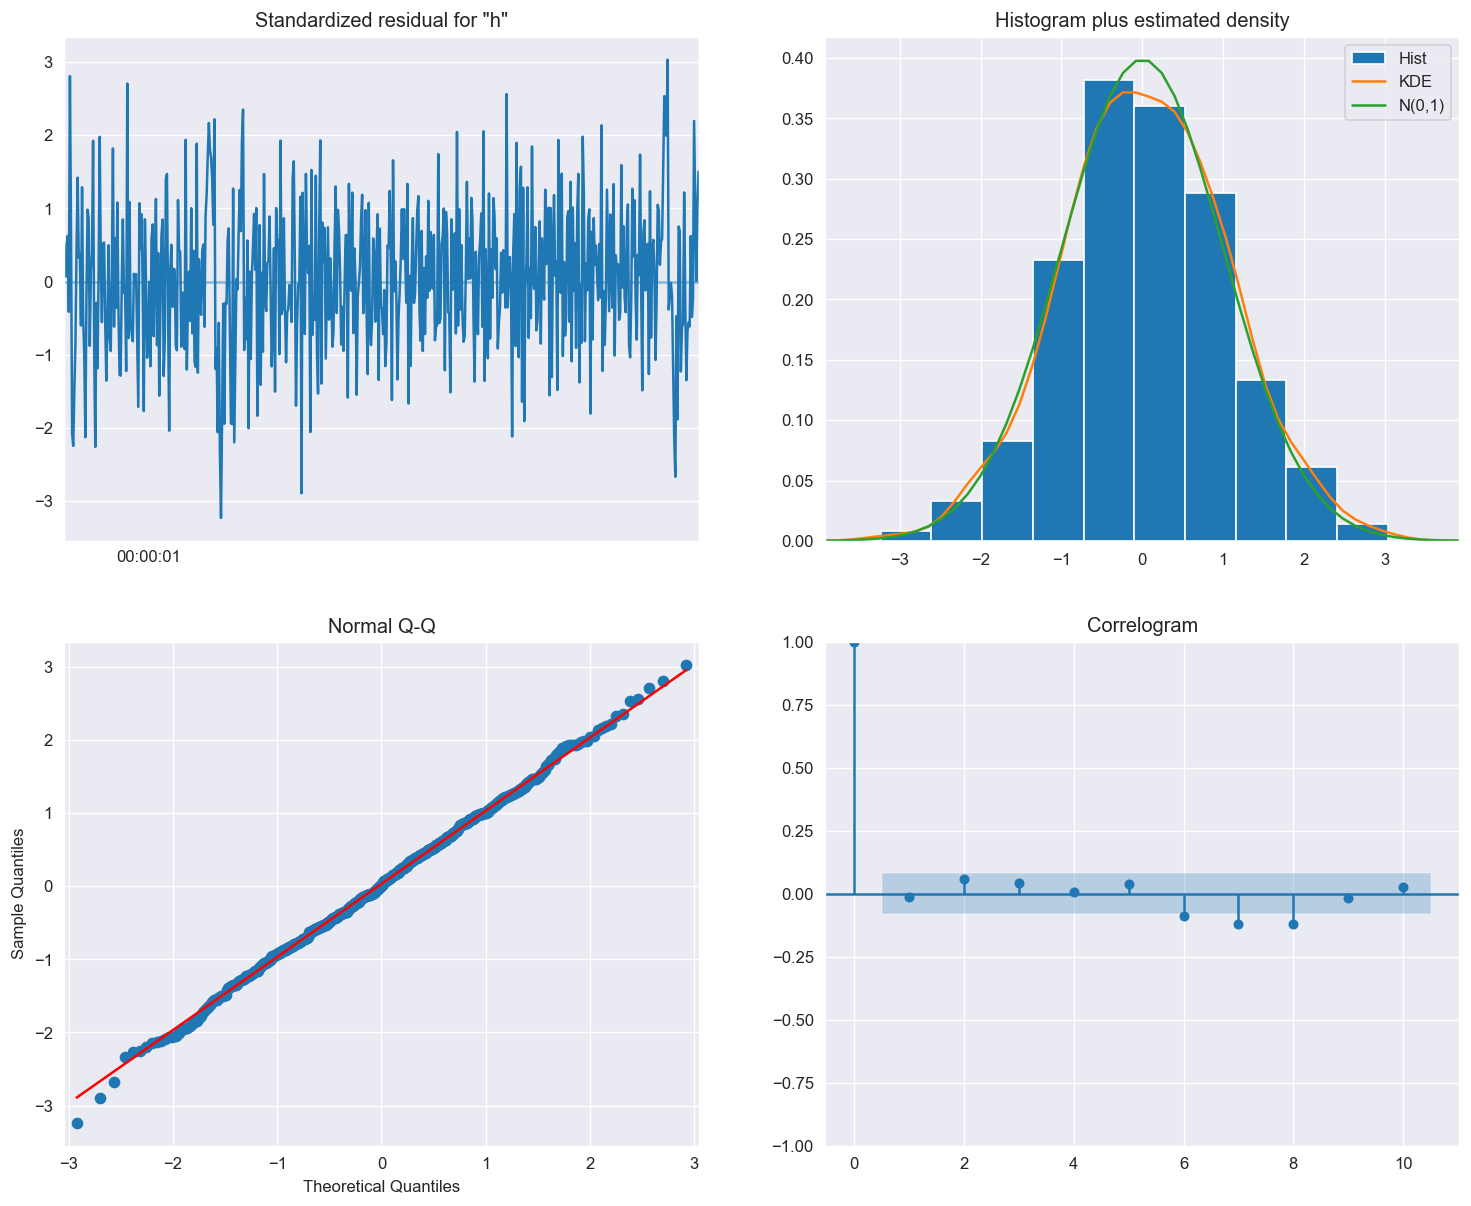 Standardized residual for "h"
3
2
1
0
−1
−2
−3
00:00:01
Histogram plus estimated density
Hist
KDE
N(0,1)
0.40
0.35
0.30
0.25
0.20
0.15
0.10
0.05
0.00
−3 −2 −1 0 1 2 3
Normal Q-Q
Sample Quantiles
3
2
1
0
−1
−2
−3
−3 −2 −1 0 1 2 3
Theoretical Quantiles
Correlogram
1.00
0.75
0.50
0.25
0.00
−0.25
−0.50
−0.75
−1.00
0 2 4 6 8 10